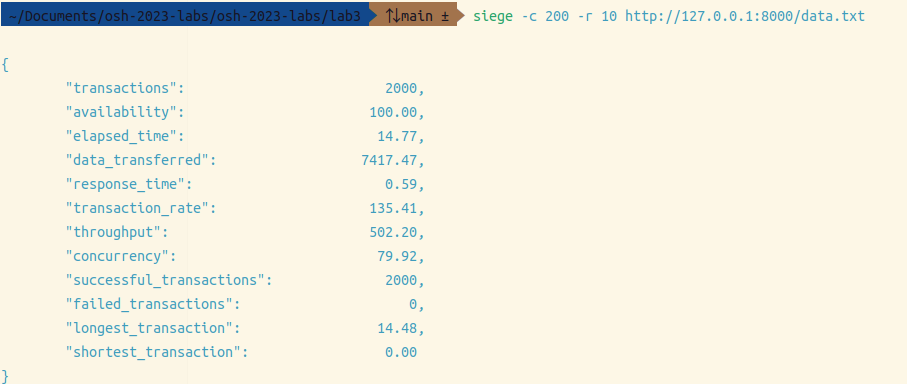 ~/Documents/osh-2023-labs/osh-2023-labs/lab3 ⇅main ± siege -c 200 -r 10 http://127.0.0.1:8000/data.txt
{
"transactions": 2000,
"availability": 100.00,
"elapsed_time": 14.77,
"data_transferred": 7417.47,
"response_time": 0.59,
"transaction_rate": 135.41,
"throughput": 502.20,
"concurrency": 79.92,
"successful_transactions": 2000,
"failed_transactions": 0,
"longest_transaction": 14.48,
"shortest_transaction": 0.00
}